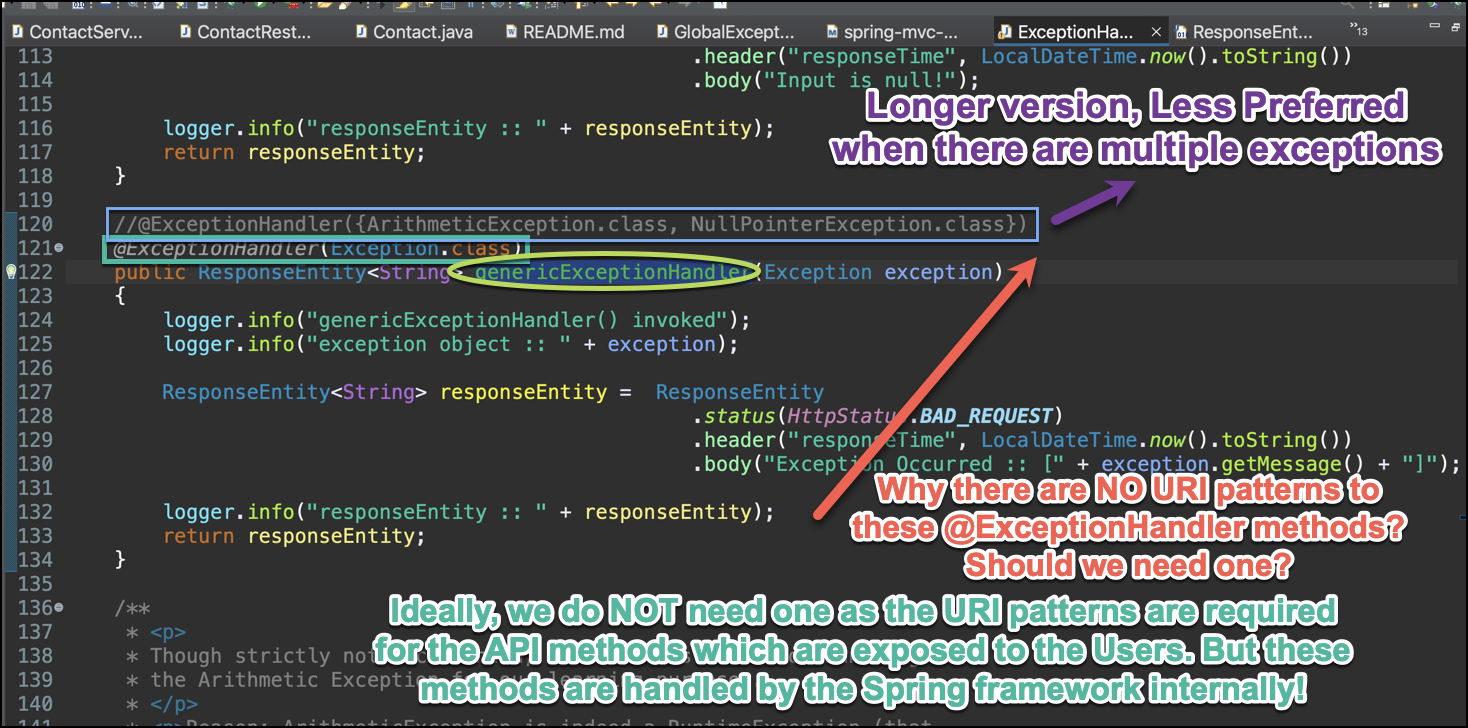 ContactServ... ContactRest... Contact.java README.md GlobalExcept... spring-mvc-... ExceptionHa... ResponseEnt... 13
113 .header("responseTime", LocalDateTime.now().toString())
114 .body("Input is null!");
115
Longer version, Less Preferred
116 logger.info("responseEntity :: " + responseEntity);
when there are multiple exceptions
117 return responseEntity;
118 }
119
120 //@ExceptionHandler({ArithmeticException.class, NullPointerException.class})
121 @ExceptionHandler(Exception.class)
122 public ResponseEntity<String> genericExceptionHandler(Exception exception)
123 {
124 logger.info("genericExceptionHandler() invoked");
125 logger.info("exception object :: " + exception);
126
127 ResponseEntity<String> responseEntity = ResponseEntity
128 .status(HttpStatus.BAD_REQUEST)
129 .header("responseTime", LocalDateTime.now().toString())
130 .body("Exception Occurred :: [" + exception.getMessage() + "]");
131
Why there are NO URI patterns to
132 logger.info("responseEntity :: " + responseEntity);
these @ExceptionHandler methods?
133 return responseEntity;
Should we need one?
134 }
135
136 /**
Ideally, we do NOT need one as the URI patterns are required
137 * <p>
for the API methods which are exposed to the Users. But these
138 * Though strictly not
139 * the Arithmetic Exception
methods are handled by the Spring framework internally!
140 * </p>
141 * <p>Reason: ArithmeticException is indeed a RuntimeException (that